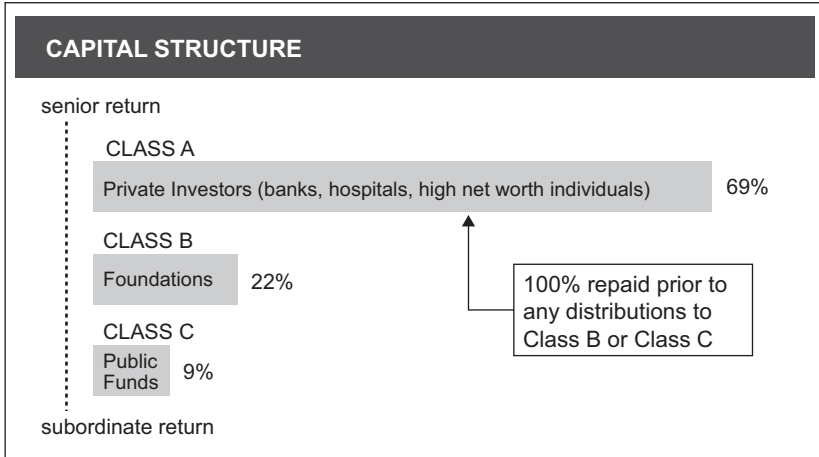 CAPITAL STRUCTURE
senior return
CLASS A
Private Investors (banks, hospitals, high net worth individuals)
69%
CLASS B
Foundations
22%
100% repaid prior to
any distributions to
Class B or Class C
CLASS C
Public
Funds
9%
subordinate return